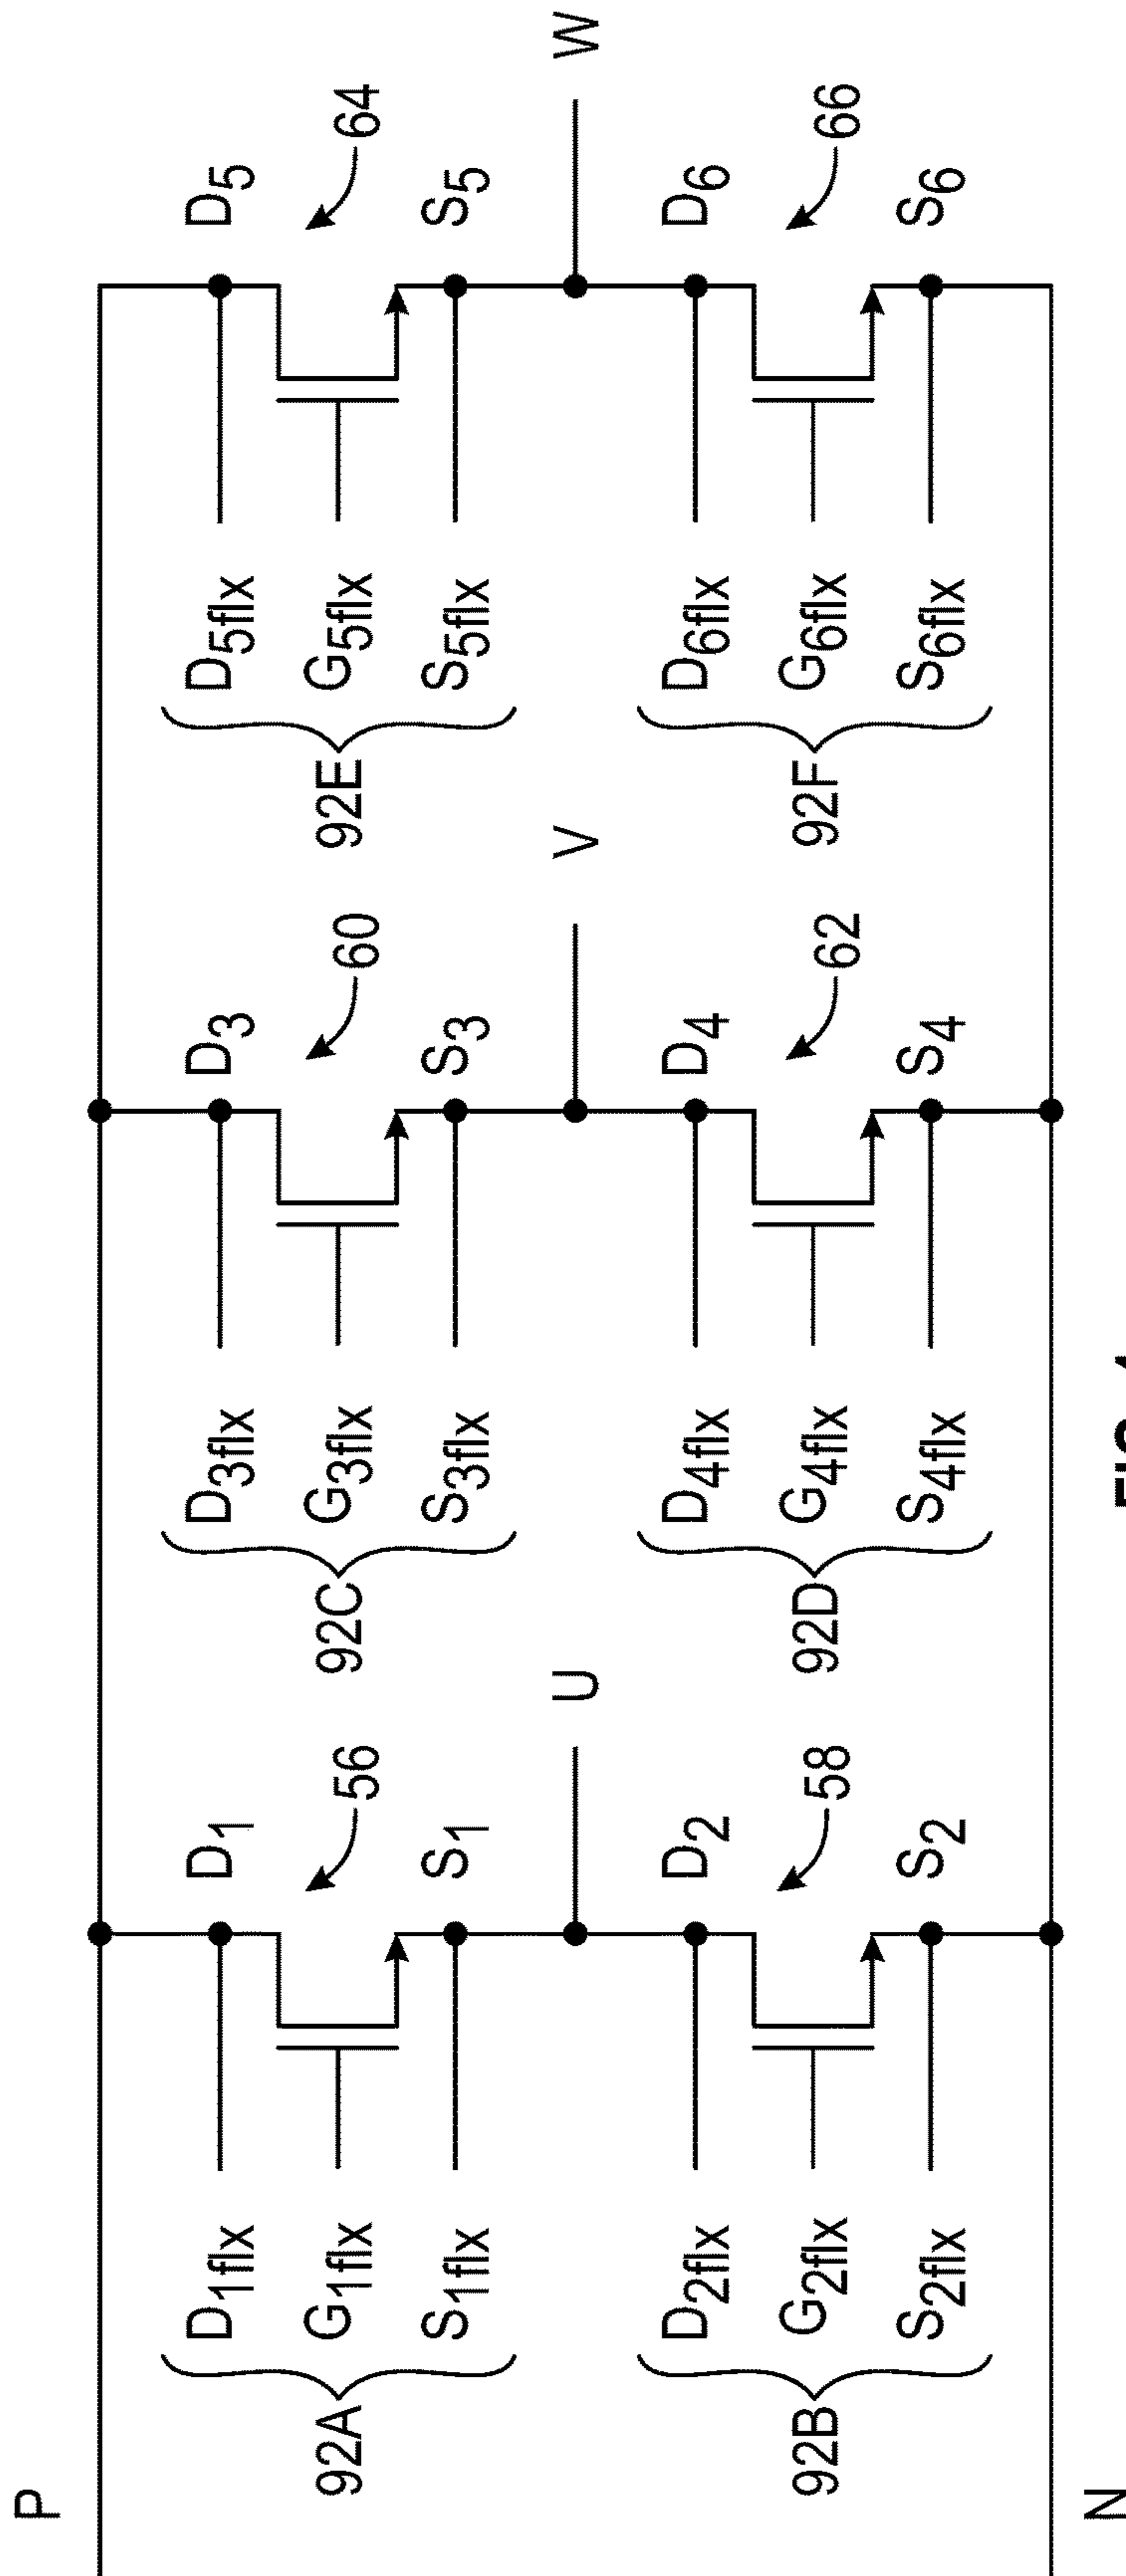 P
D1 56
D3 60
D5 64
92A D1flx G1flx S1flx
92C D3flx G3flx S3flx
92E D5flx G5flx S5flx
S1
S3
S5
U
V
W
D2 58
D4 62
D6 66
92B D2flx G2flx S2flx
92D D4flx G4flx S4flx
92F D6flx G6flx S6flx
S2
S4
S6
N